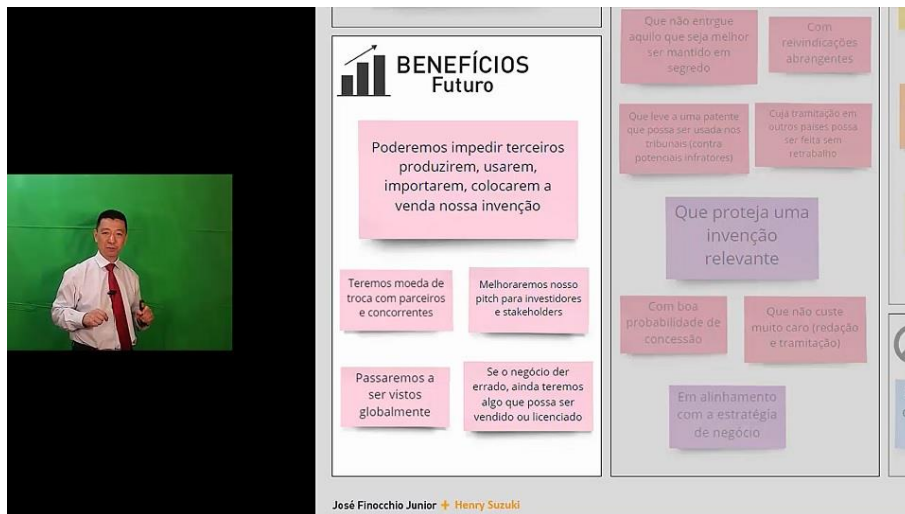 BENEFÍCIOS
Futuro
Poderemos impedir terceiros
produzirem, usarem,
importarem, colocarem a
venda nossa invenção
Teremos moeda de
troca com parceiros
e concorrentes
Melhoraremos nosso
pitch para investidores
e stakeholders
Passaremos a
ser vistos
globalmente
Se o negócio der
errado, ainda teremos
algo que possa ser
vendido ou licenciado
Que não entrgue
aquilo que seja melhor
ser mantido em
segredo
Com
reivindicações
abrangentes
Que leve a uma patente
que possa ser usada nos
tribunais (contra
potenciais infratores)
Cuja tramitação em
outros países possa
ser feita sem
retrabalho
Que proteja uma
invenção
relevante
Com boa
probabilidade de
concessão
Que não custe
muito caro (redação
e tramitação)
Em alinhamento
com a estratégia
de negócio
José Finocchio Junior + Henry Suzuki